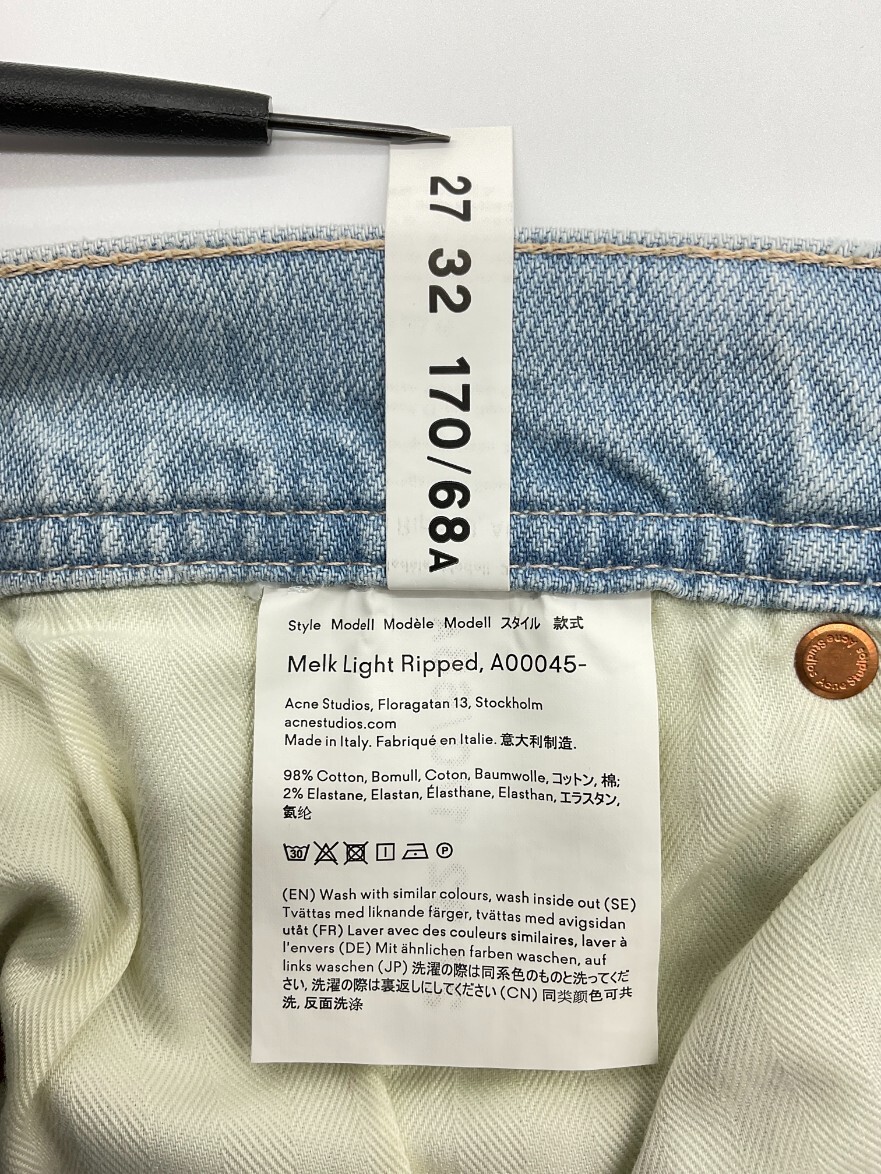 27 32 170/68A
Style Modell Modèle Modell スタイル 款式
Melk Light Ripped, A00045-
Acne Studios, Floragatan 13, Stockholm
acnestudios.com
Made in Italy. Fabriqué en Italie. 意大利制造.
98% Cotton, Bomull, Coton, Baumwolle, コットン, 棉;
2% Elastane, Elastan, Élasthane, Elasthan, エラスタン,
氨纶
30 P
(EN) Wash with similar colours, wash inside out (SE)
Tvättas med liknande färger, tvättas med avigsidan
utåt (FR) Laver avec des couleurs similaires, laver à
l'envers (DE) Mit ähnlichen farben waschen, auf
links waschen (JP) 洗濯の際は同系色のものと洗ってくだ
さい, 洗濯の際は裏返しにしてください (CN) 同类颜色可共
洗, 反面洗涤
Acne Studios Acne Studios